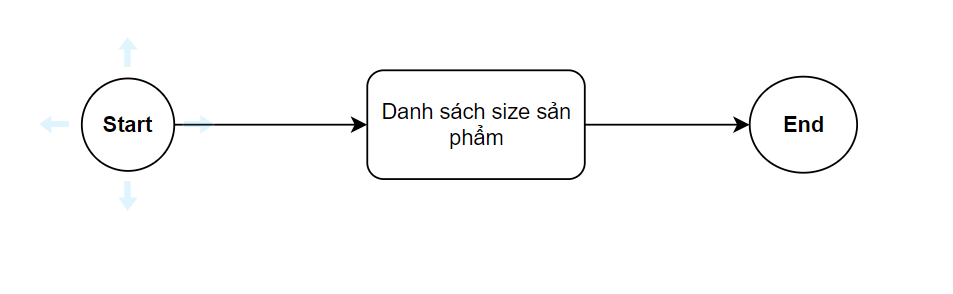 Start
Danh sách size sản
phẩm
End